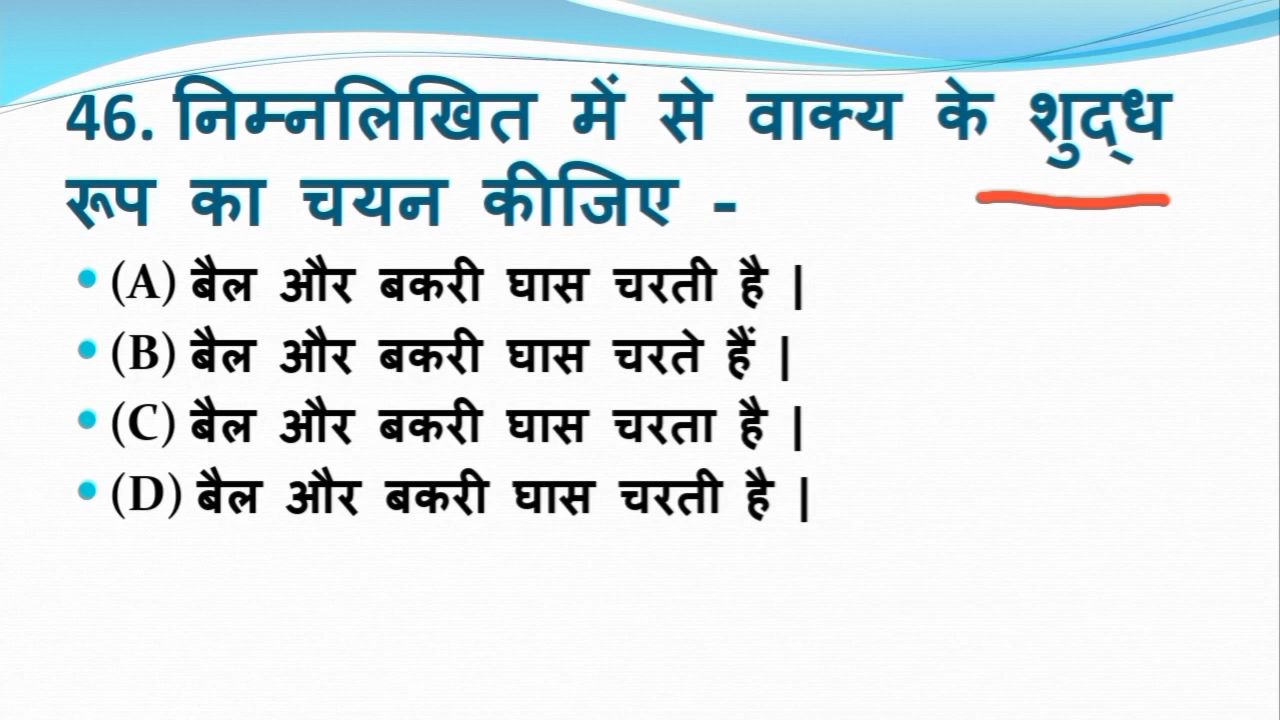 46. निम्नलिखित में से वाक्य के शुद्ध
रूप का चयन कीजिए -
• (A) बैल और बकरी घास चरती है |
• (B) बैल और बकरी घास चरते हैं |
• (C) बैल और बकरी घास चरता है |
• (D) बैल और बकरी घास चरती है |